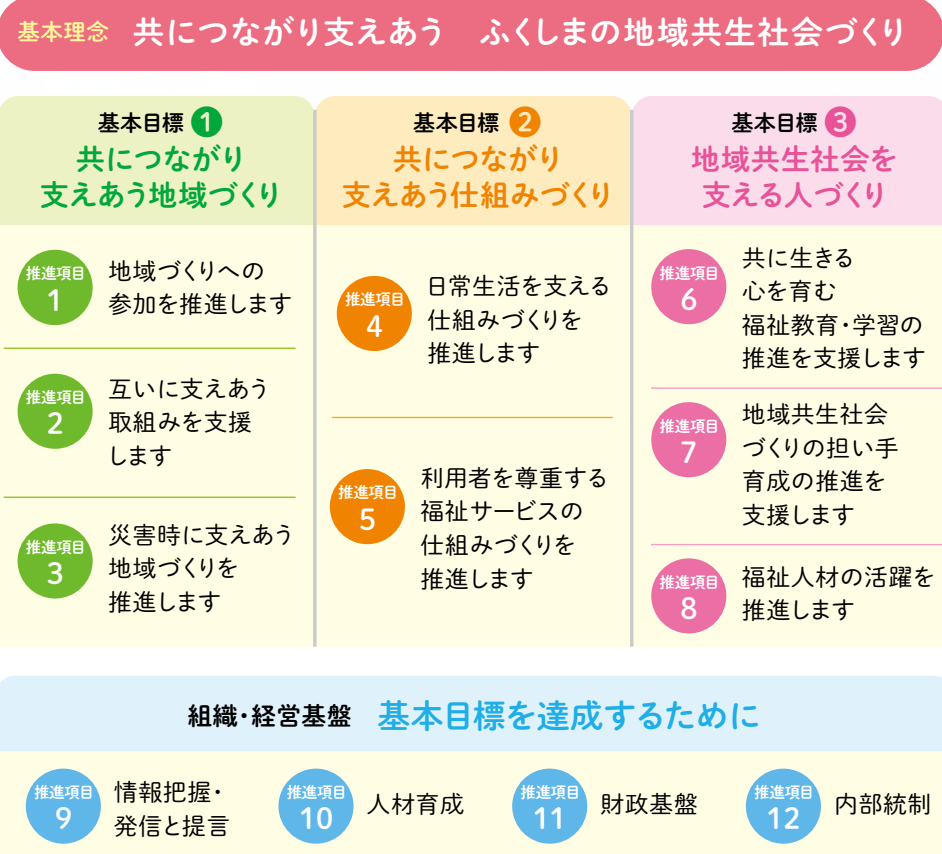 基本理念 共につながり支えあう　ふくしまの地域共生社会づくり
基本目標 1
共につながり
支えあう地域づくり
推進項目
1
地域づくりへの
参加を推進します
推進項目
2
互いに支えあう
取組みを支援
します
推進項目
3
災害時に支えあう
地域づくりを
推進します
基本目標 2
共につながり
支えあう仕組みづくり
推進項目
4
日常生活を支える
仕組みづくりを
推進します
推進項目
5
利用者を尊重する
福祉サービスの
仕組みづくりを
推進します
基本目標 3
地域共生社会を
支える人づくり
推進項目
6
共に生きる
心を育む
福祉教育・学習の
推進を支援します
推進項目
7
地域共生社会
づくりの担い手
育成の推進を
支援します
推進項目
8
福祉人材の活躍を
推進します
組織・経営基盤 基本目標を達成するために
推進項目
9
情報把握・
発信と提言
推進項目
10
人材育成
推進項目
11
財政基盤
推進項目
12
内部統制